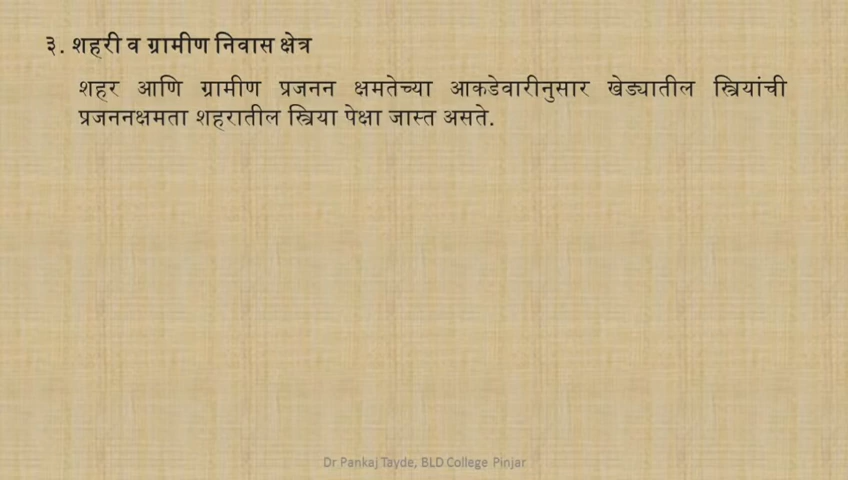 ३. शहरी व ग्रामीण निवास क्षेत्र
शहर आणि ग्रामीण प्रजनन क्षमतेच्या आकडेवारीनुसार खेड्यातील स्त्रियांची
प्रजननक्षमता शहरातील स्त्रिया पेक्षा जास्त असते.
Dr Pankaj Tayde, BLD College Pinjar